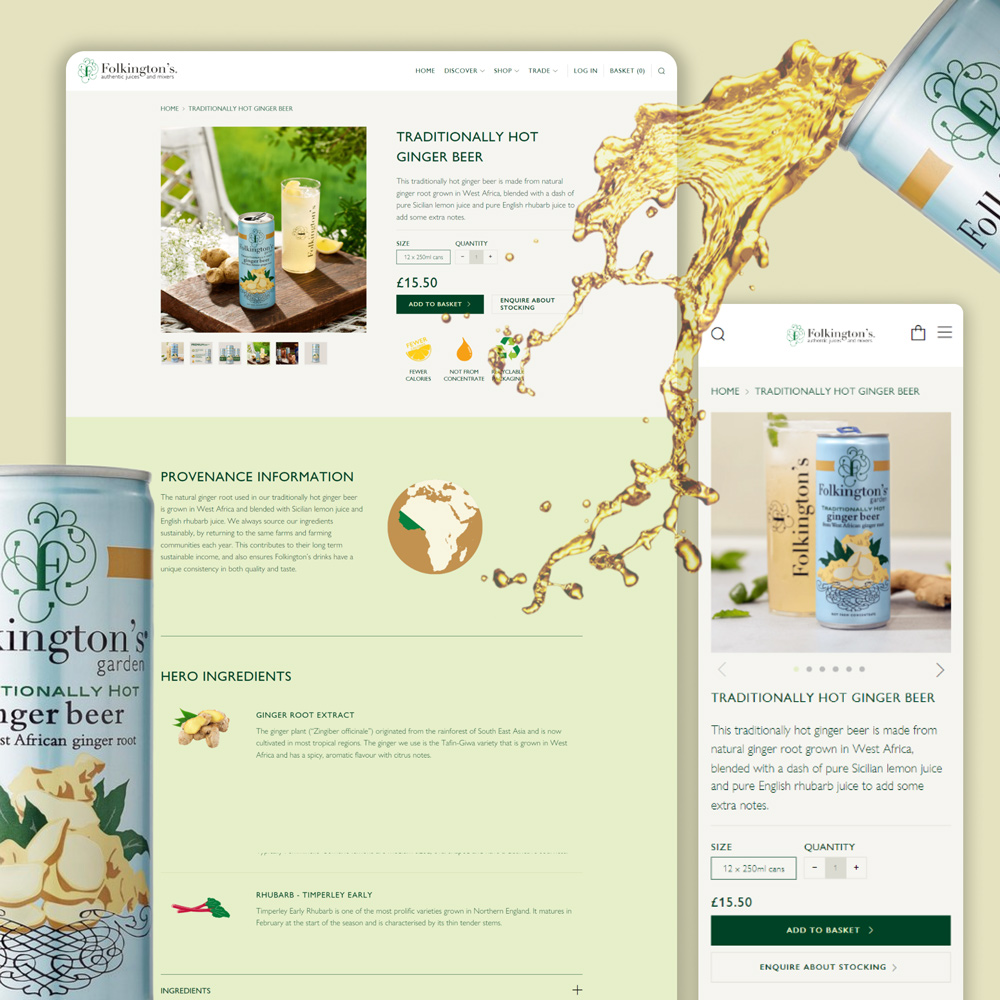 Folkington's.
authentic juices and mixers
HOME DISCOVER SHOP TRADE LOG IN BASKET (0)
HOME > TRADITIONALLY HOT GINGER BEER
TRADITIONALLY HOT
GINGER BEER
This traditionally hot ginger beer is made from natural
ginger root grown in West Africa, blended with a dash of
pure Sicilian lemon juice and pure English rhubarb juice to
add some extra notes.
SIZE QUANTITY
12 x 250ml cans - 1 +
£15.50
ADD TO BASKET >
ENQUIRE ABOUT
STOCKING
Folkington's
Folkington's
ginger beer
FEWER
FEWER
CALORIES
NOT FROM
CONCENTRATE
PROVENANCE INFORMATION
The natural ginger root used in our traditionally hot ginger beer
is grown in West Africa and blended with Sicilian lemon juice and
English rhubarb juice. We always source our ingredients
sustainably, by returning to the same farms and farming
communities each year. This contributes to their long term
sustainable income, and also ensures Folkington's drinks have a
unique consistency in both quality and taste.
HERO INGREDIENTS
GINGER ROOT EXTRACT
The ginger plant ("Zingiber officinale") originated from the rainforest of South East Asia and is now
cultivated in most tropical regions. The ginger we use is the Tafin-Giwa variety that is grown in West
Africa and has a spicy, aromatic flavour with citrus notes.
RHUBARB - TIMPERLEY EARLY
Timperley Early Rhubarb is one of the most prolific varieties grown in Northern England. It matures in
February at the start of the season and is characterised by its thin tender stems.
INGREDIENTS +
F
kington's
garden
TIONALLY HOT
nger beer
st African ginger root
Fol
Folkington's.
authentic juices and mixers
HOME > TRADITIONALLY HOT GINGER BEER
Folkington's
F
Folkington's
garden
TRADITIONALLY HOT
ginger beer
from West African ginger root
NOT FROM CONCENTRATE
TRADITIONALLY HOT GINGER BEER
This traditionally hot ginger beer is made from
natural ginger root grown in West Africa,
blended with a dash of pure Sicilian lemon juice
and pure English rhubarb juice to add some
extra notes.
SIZE QUANTITY
12 x 250ml cans - 1 +
£15.50
ADD TO BASKET >
ENQUIRE ABOUT STOCKING >